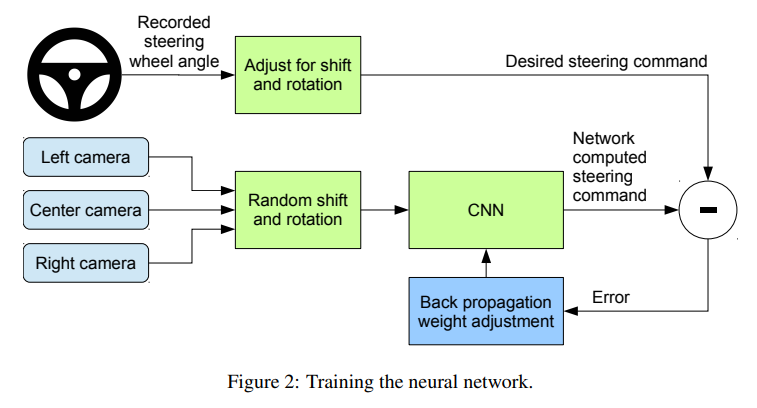 Recorded
steering
wheel angle
Adjust for shift
and rotation
Desired steering command
Left camera
Center camera
Right camera
Random shift
and rotation
CNN
Network
computed
steering
command
-
Back propagation
weight adjustment
Error
Figure 2: Training the neural network.